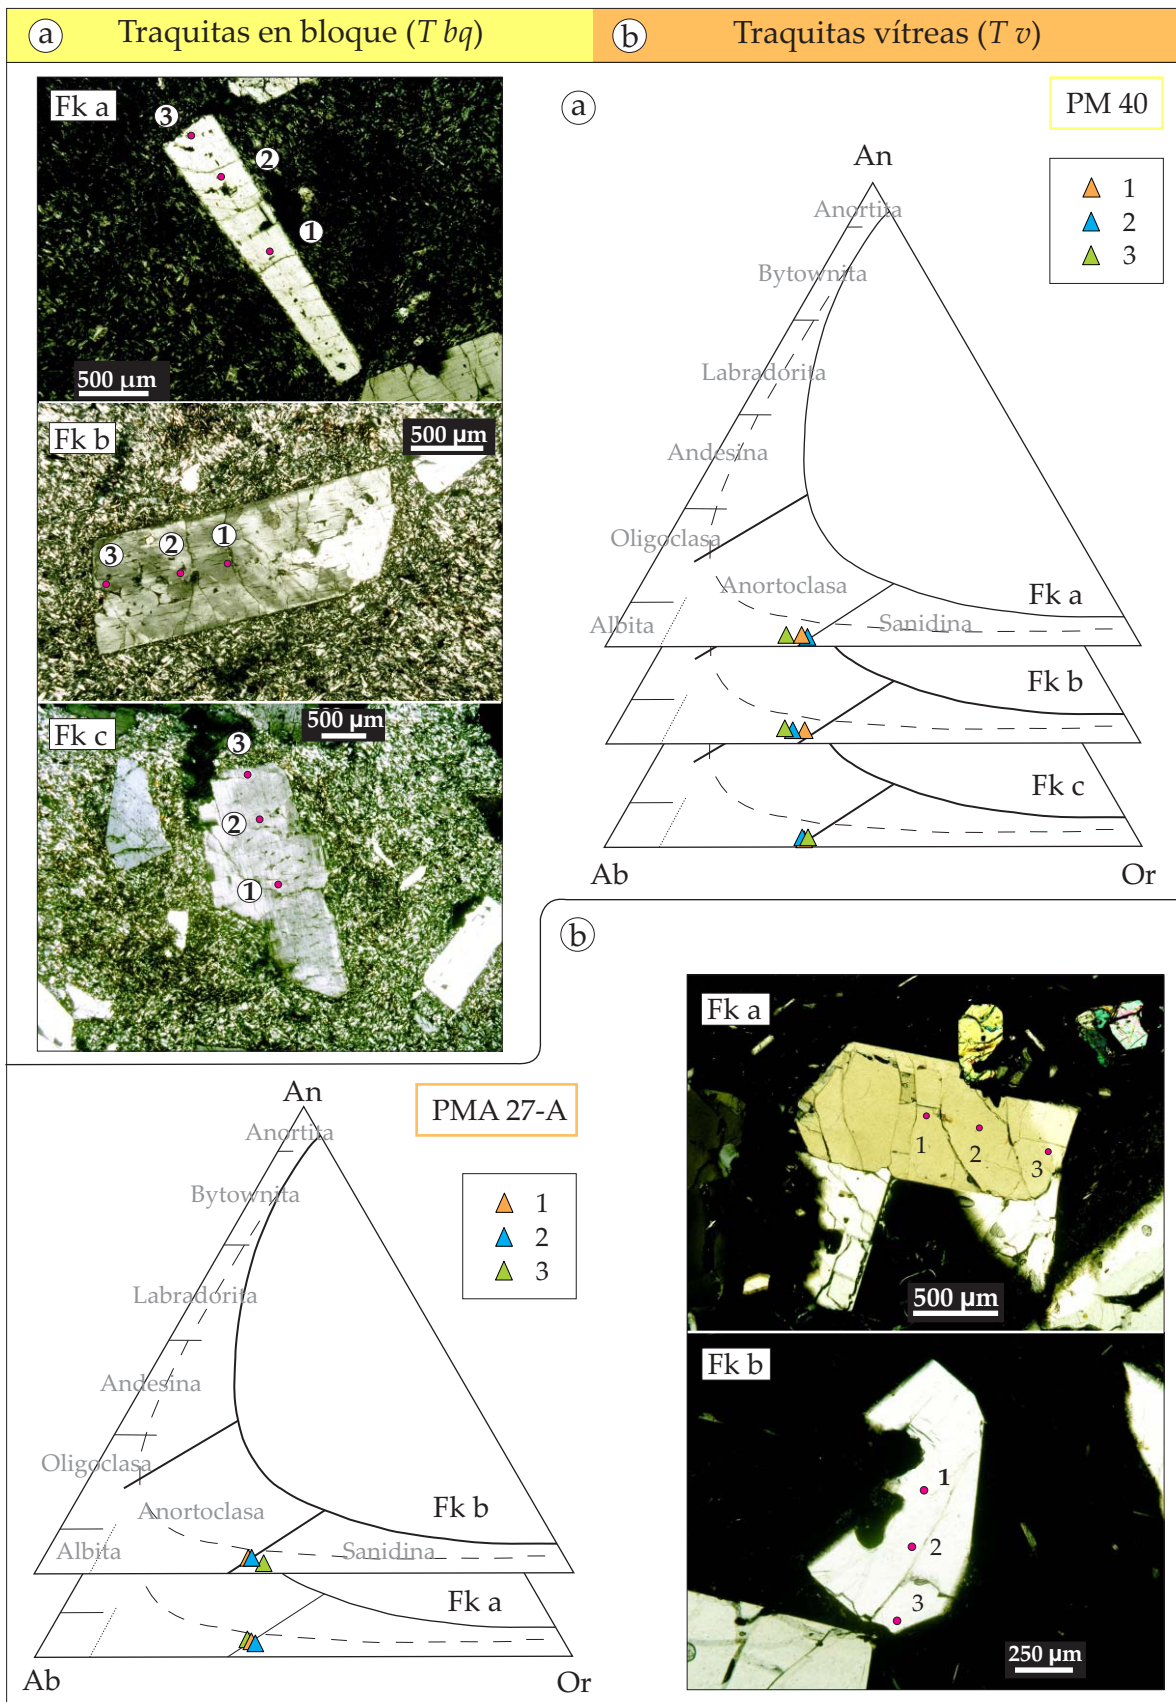 a Traquitas en bloque (T bq)
b Traquitas vítreas (T v)
Fk a
3
2
1
500 µm
Fk b
500 µm
1
2
3
Fk c
500 µm
3
2
1
a
PM 40
1
2
3
An
Anortita
Bytownita
Labradorita
Andesina
Oligoclasa
Anortoclasa
Albita
Sanidina
Fk a
Fk b
Fk c
Ab
Or
PMA 27-A
1
2
3
An
Anortita
Bytownita
Labradorita
Andesina
Oligoclasa
Anortoclasa
Fk b
Albita
Sanidina
Fk a
Ab
Or
b
Fk a
1
2
3
500 µm
Fk b
1
2
3
250 µm